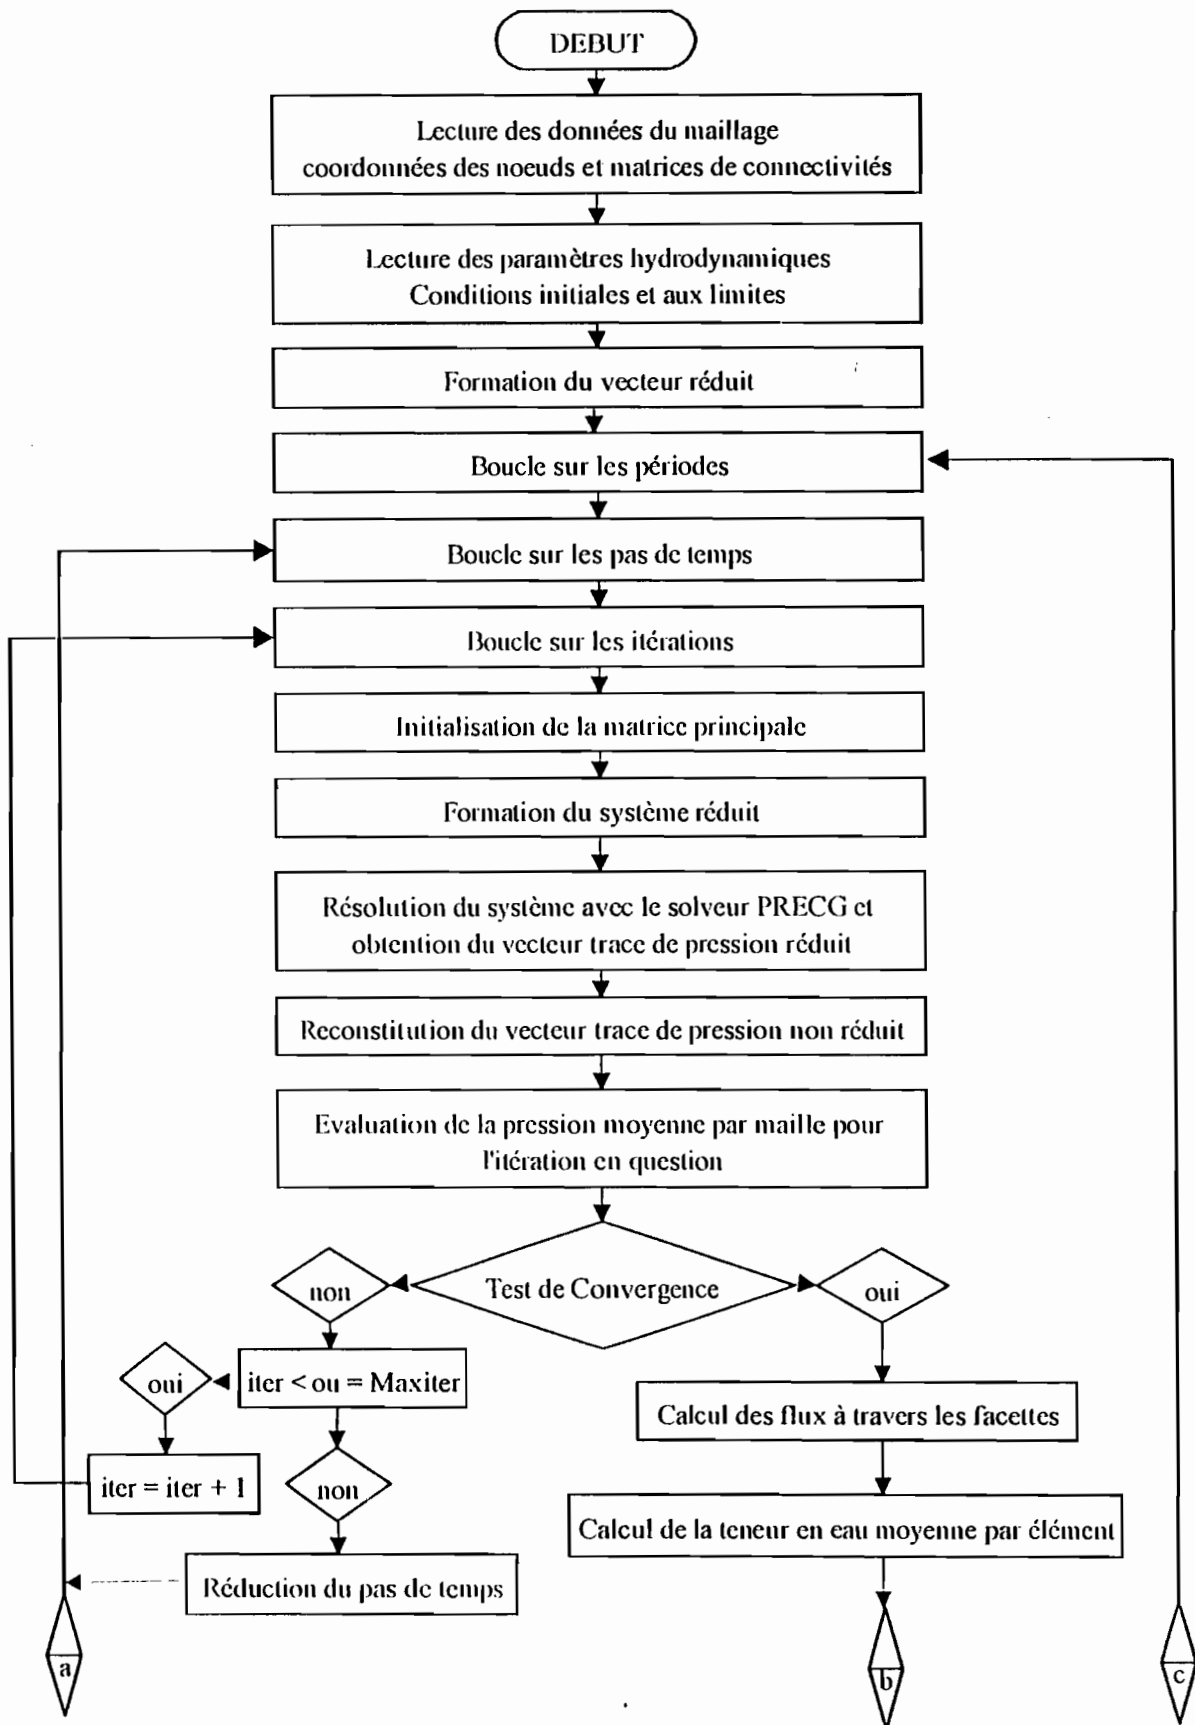 DEBUT
Lecture des données du maillage
coordonnées des noeuds et matrices de connectivités
Lecture des paramètres hydrodynamiques
Conditions initiales et aux limites
Formation du vecteur réduit
Boucle sur les périodes
Boucle sur les pas de temps
Boucle sur les itérations
Initialisation de la matrice principale
Formation du système réduit
Résolution du système avec le solveur PRECG et
obtention du vecteur trace de pression réduit
Reconstitution du vecteur trace de pression non réduit
Evaluation de la pression moyenne par maille pour
l'itération en question
non
Test de Convergence
oui
oui
iter < ou = Maxiter
Calcul des flux à travers les facettes
iter = iter + 1
non
Calcul de la teneur en eau moyenne par élément
Réduction du pas de temps
a
b
c